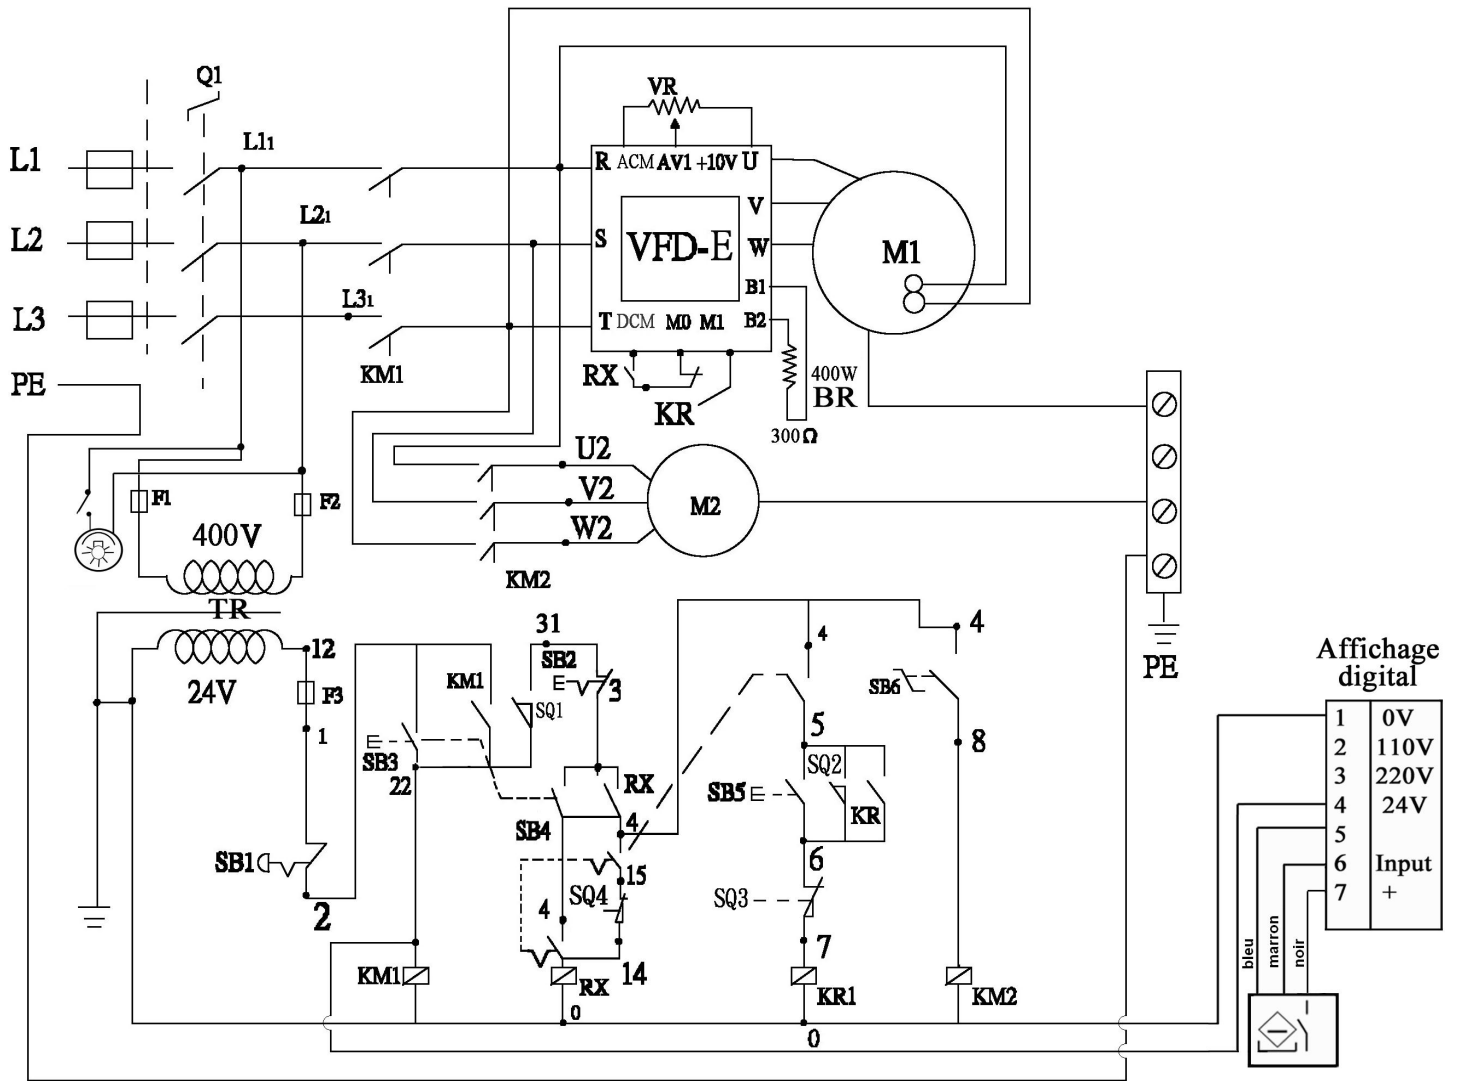 Q1
VR
L1₁
L1
R ACM AV1 +10V U
L2₁
V
L2
S
VFD-E
W
M1
B1
L3₁
L3
T DCM M0 M1 B2
KM1
RX
400W
PE
BR
KR
300Ω
U2
F1
F2
V2
M2
400V
W2
KM2
TR
12
31
4
4
SB2
24V
F3
KM1
3
SB6
PE
SQ1
Affichage
digital
1
5
8
1 0V
SB3
2 110V
22
SQ2
3 220V
RX
SB5
KR
4 24V
SB4
4
5
SB1
6
6 Input
15
SQ4
SQ3
7 +
2
4
7
bleu
marron
noir
KM1
14
RX
KR1
KM2
0
0